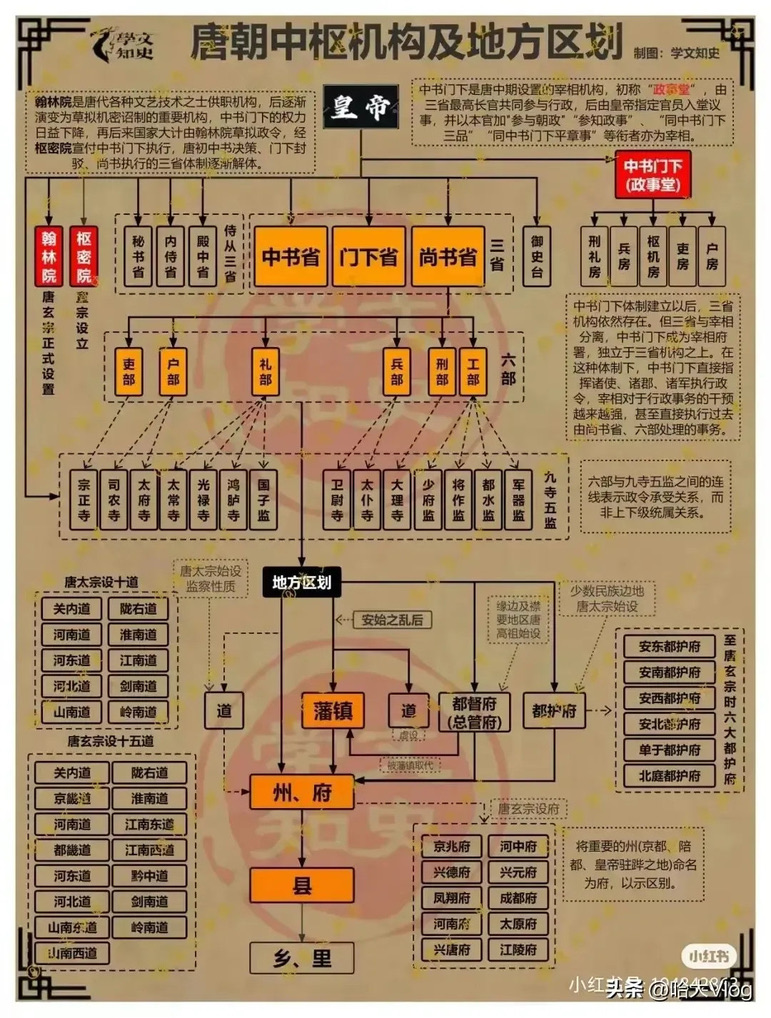 学文知史
唐朝中枢机构及地方区划
制图：学文知史
翰林院是唐代各种文艺技术之士供职机构，后逐渐
演变为草拟机密诏制的重要机构，中书门下的权力
日益下降，再后来国家大计由翰林院草拟政令，经
枢密院宣付中书门下执行，唐初中书决策、门下封
驳、尚书执行的三省体制逐渐解体。
皇帝
中书门下是唐中期设置的宰相机构，初称“政事堂”，由
三省最高长官共同参与行政，后由皇帝指定官员入堂议
事，并以本官加"参与朝政”“参知政事”、“同中书门下
三品”“同中书门下平章事”等衔者亦为宰相。
中书门下
(政事堂)
翰林院
唐玄宗正式设置
枢密院
宗设立
秘书省
内侍省
殿中省
侍从三省
中书省
门下省
尚书省
三省
御史台
刑礼房
兵房
枢机房
吏房
户房
中书门下体制建立以后，三省
机构依然存在。但三省与宰相
分离，中书门下成为宰相府
署，独立于三省机构之上。在
这种体制下，中书门下直接指
挥诸使、诸郡、诸军执行政
令，宰相对于行政事务的干预
越来越强，甚至直接执行过去
由尚书省、六部处理的事务。
吏部
户部
礼部
兵部
刑部
工部
六部
宗正寺
司农寺
太府寺
太常寺
光禄寺
鸿胪寺
国子监
卫尉寺
太仆寺
大理寺
少府监
将作监
都水监
军器监
九寺五监
六部与九寺五监之间的连
线表示政令承受关系，而
非上下级统属关系。
地方区划
唐太宗始设
监察性质
安始之乱后
缘边及襟
要地区唐
高祖始设
少数民族边地
唐太宗始设
唐太宗设十道
关内道
陇右道
河南道
淮南道
河东道
江南道
河北道
剑南道
山南道
岭南道
道
藩镇
道
虚设
都督府
(总管府)
都护府
被藩镇取代
安东都护府
安南都护府
安西都护府
安北都护府
单于都护府
北庭都护府
至唐玄宗时六大都护府
唐玄宗设十五道
关内道
陇右道
京畿道
淮南道
河南道
江南东道
都畿道
江南西道
河东道
黔中道
河北道
剑南道
山南东道
岭南道
山南西道
州、府
唐玄宗设府
京兆府
河中府
兴德府
兴元府
凤翔府
成都府
河南府
太原府
兴唐府
江陵府
将重要的州(京都、陪
都、皇帝驻跸之地)命名
为府，以示区别。
县
乡、里
学文
知史
学文
知史
小红书
小红书号:
头条 @哈夫Vlog